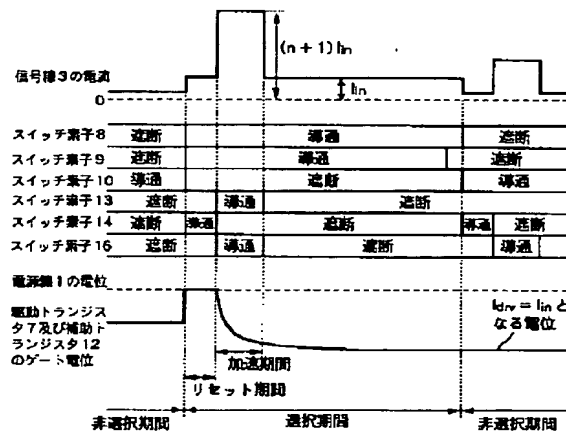 (n+1)Iin
信号線3の電流
Iin
0
スイッチ素子8 遮断 導通 遮断
スイッチ素子9 遮断 導通 遮断
スイッチ素子10 導通 遮断 導通
スイッチ素子13 遮断 導通 遮断
スイッチ素子14 遮断 導通 遮断 導通 遮断
スイッチ素子16 遮断 導通 遮断 導通
電源線1の電位
Idrv=Iinと
なる電位
駆動トランジス
タ7及び補助ト
ランジスタ12
のゲート電位
加速期間
リセット期間
非選択期間 選択期間 非選択期間